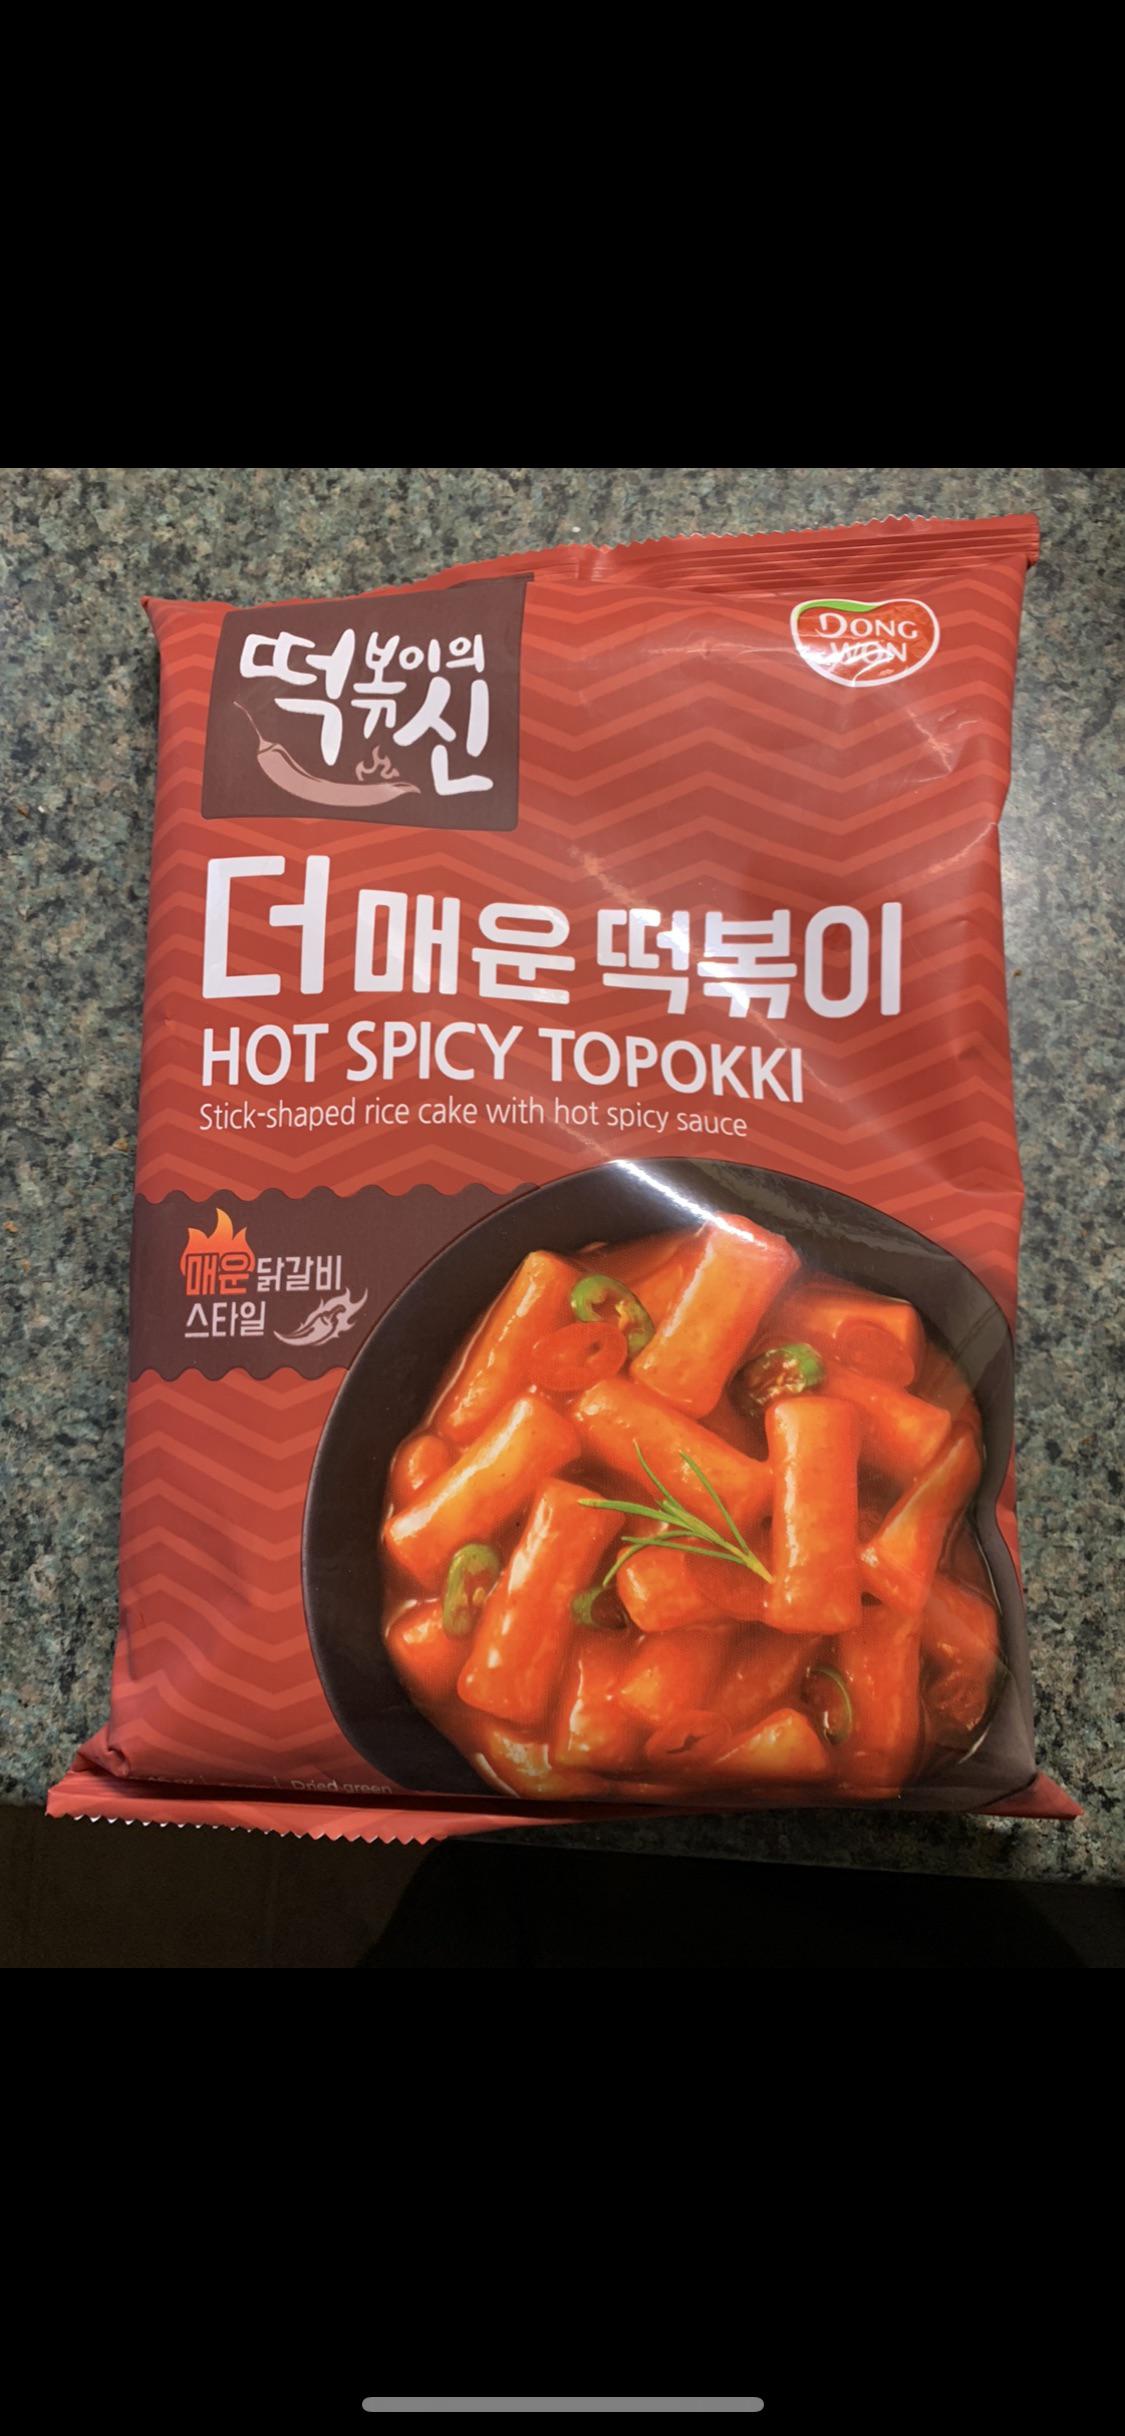 떡볶이의
신
DONG
WON
더 매운 떡볶이
HOT SPICY TOPOKKI
Stick-shaped rice cake with hot spicy sauce
매운 닭갈비
스타일
Dried green